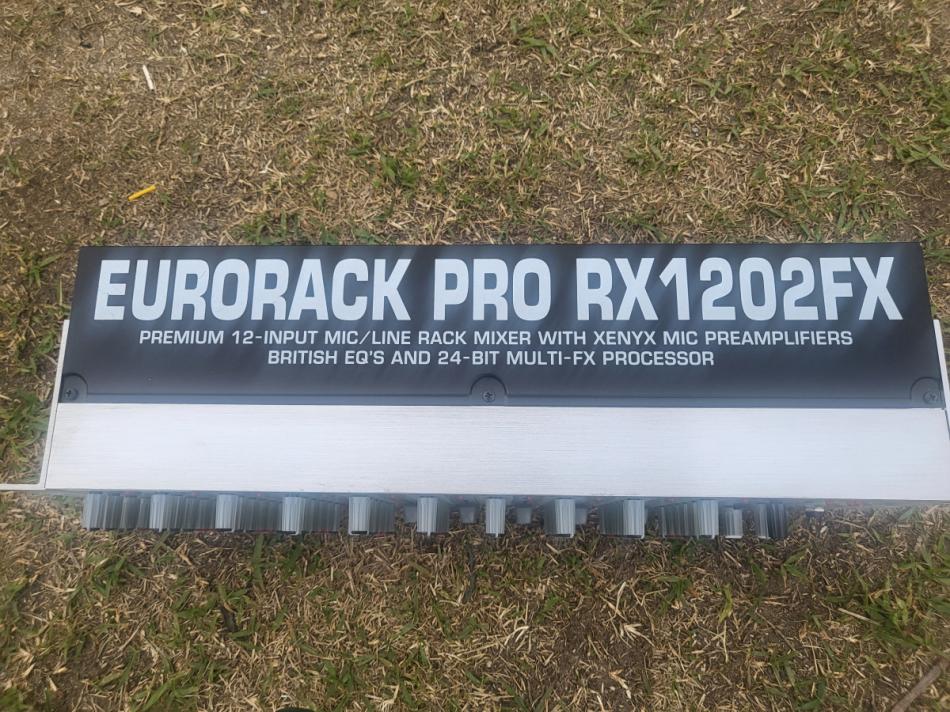 EURORACK PRO RX1202FX
PREMIUM 12-INPUT MIC/LINE RACK MIXER WITH XENYX MIC PREAMPLIFIERS
BRITISH EQ'S AND 24-BIT MULTI-FX PROCESSOR